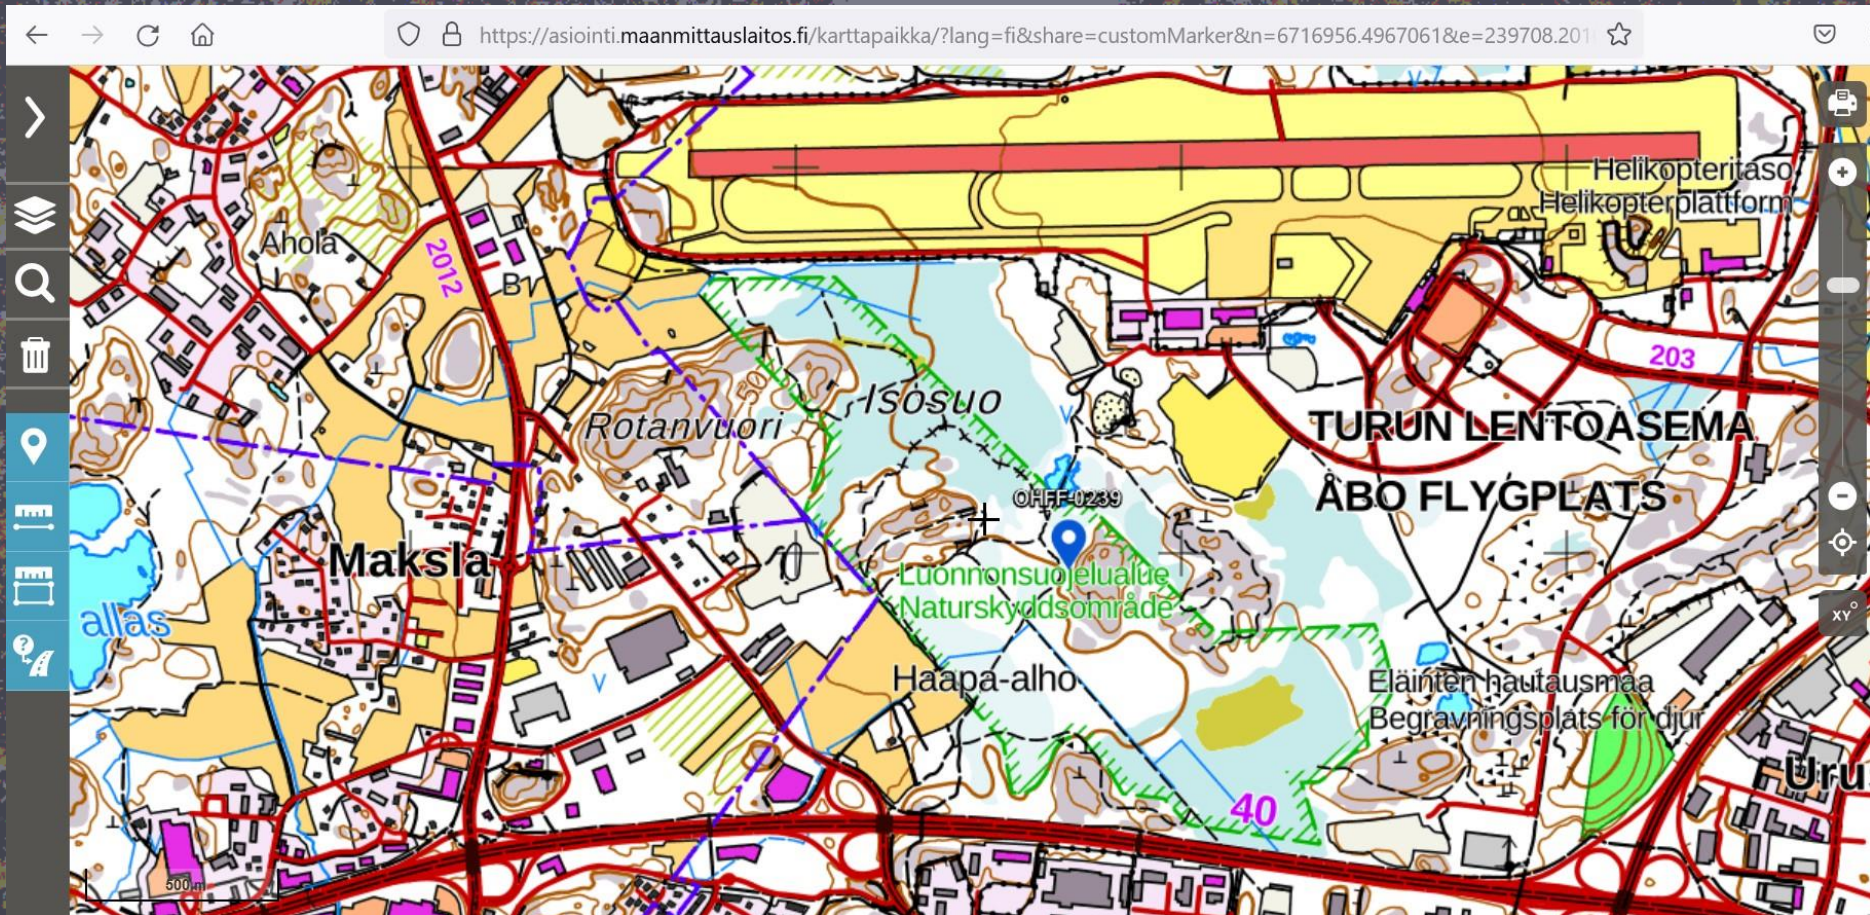 https://asiointi.maanmittauslaitos.fi/karttapaikka/?lang=fi&share=customMarker&n=6716956.4967061&e=239708.201
Helikopteritaso
Helikopterplattform
Ahola
2012
203
50
Isosuo
Rotanvuori
TURUN LENTOASEMA
ÅBO FLYGPLATS
OHFF-0239
Maksla
Luonnonsuojelualue
Naturskyddsområde
allas
Haapa-alho
Eläinten hautausmaa
Begravningsplats för djur
Uru
40
500 m
XY°